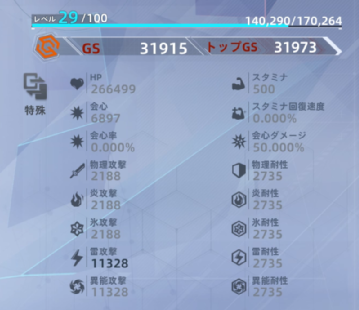 レベル 29/100 140,290/170,264
GS 31915 トップGS 31973
特殊
HP スタミナ
266499 500
会心 スタミナ回復速度
6897 0.000%
会心率 会心ダメージ
0.000% 50.000%
物理攻撃 物理耐性
2188 2735
炎攻撃 炎耐性
2188 2735
氷攻撃 氷耐性
2188 2735
雷攻撃 雷耐性
11328 2735
異能攻撃 異能耐性
11328 2735